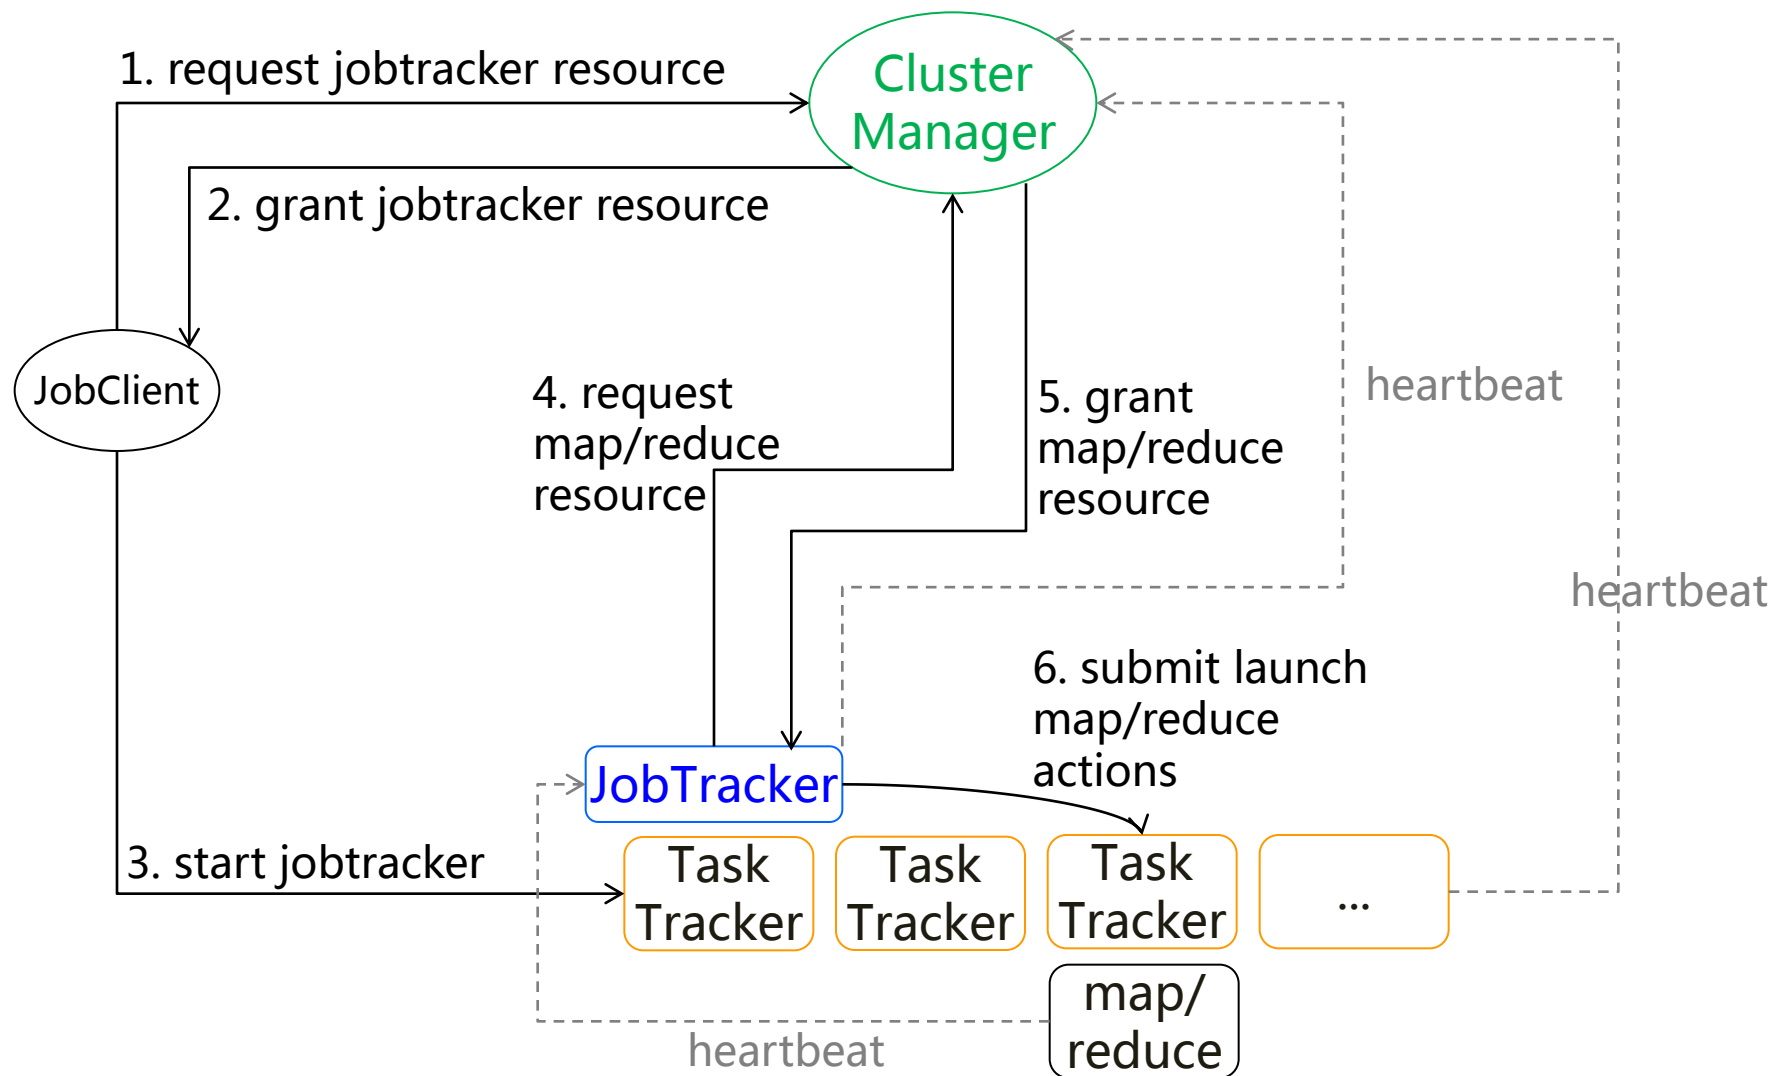 1. request jobtracker resource
Cluster
Manager
2. grant jobtracker resource
JobClient
4. request
map/reduce
resource
5. grant
map/reduce
resource
heartbeat
heartbeat
6. submit launch
map/reduce
actions
JobTracker
3. start jobtracker
Task
Tracker
Task
Tracker
Task
Tracker
...
map/
reduce
heartbeat